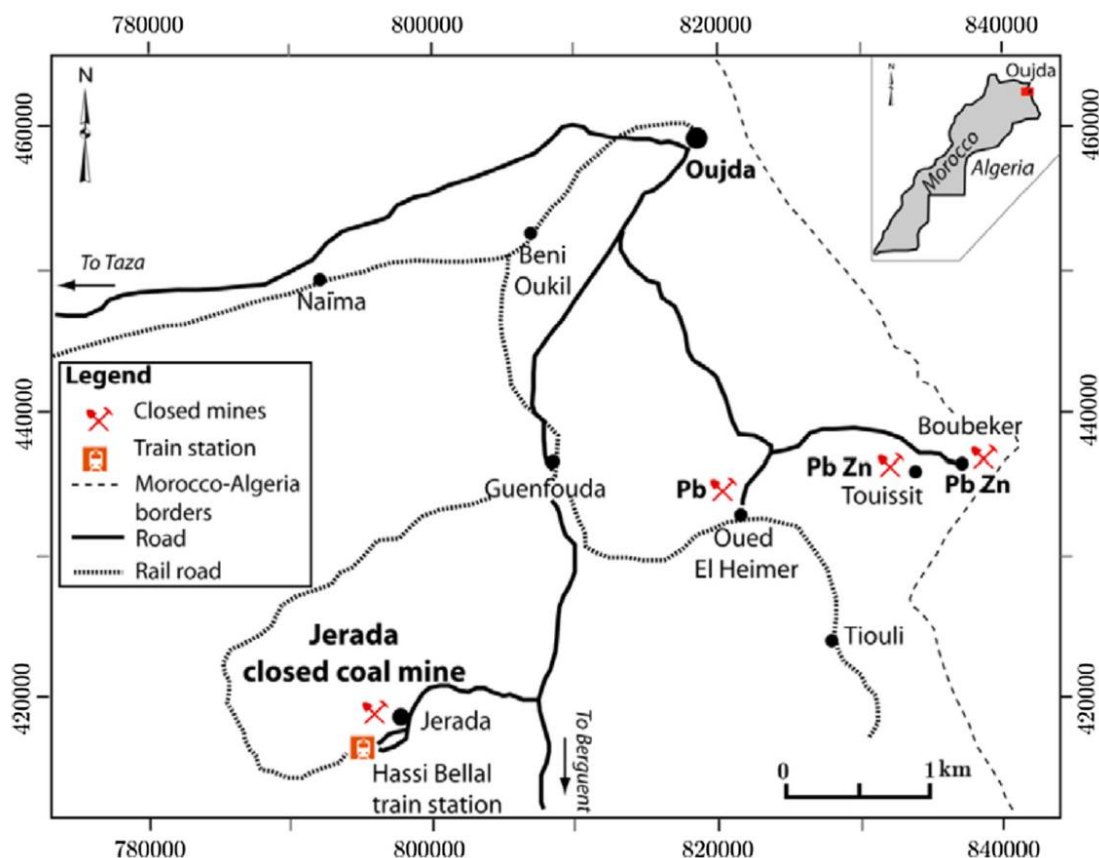 780000
800000
820000
840000
N
460000
440000
420000
To Taza
Naïma
Beni
Oukil
Oujda
N
Oujda
Morocco
Algeria
460000
440000
420000
Legend
Closed mines
Train station
Morocco-Algeria
borders
Road
Rail road
Guenfouda
Pb
Oued
El Heimer
Pb Zn
Touissit
Boubeker
Pb Zn
Tiouli
Jerada
closed coal mine
Jerada
Hassi Bellal
train station
To Berguent
0
1 km
780000
800000
820000
840000